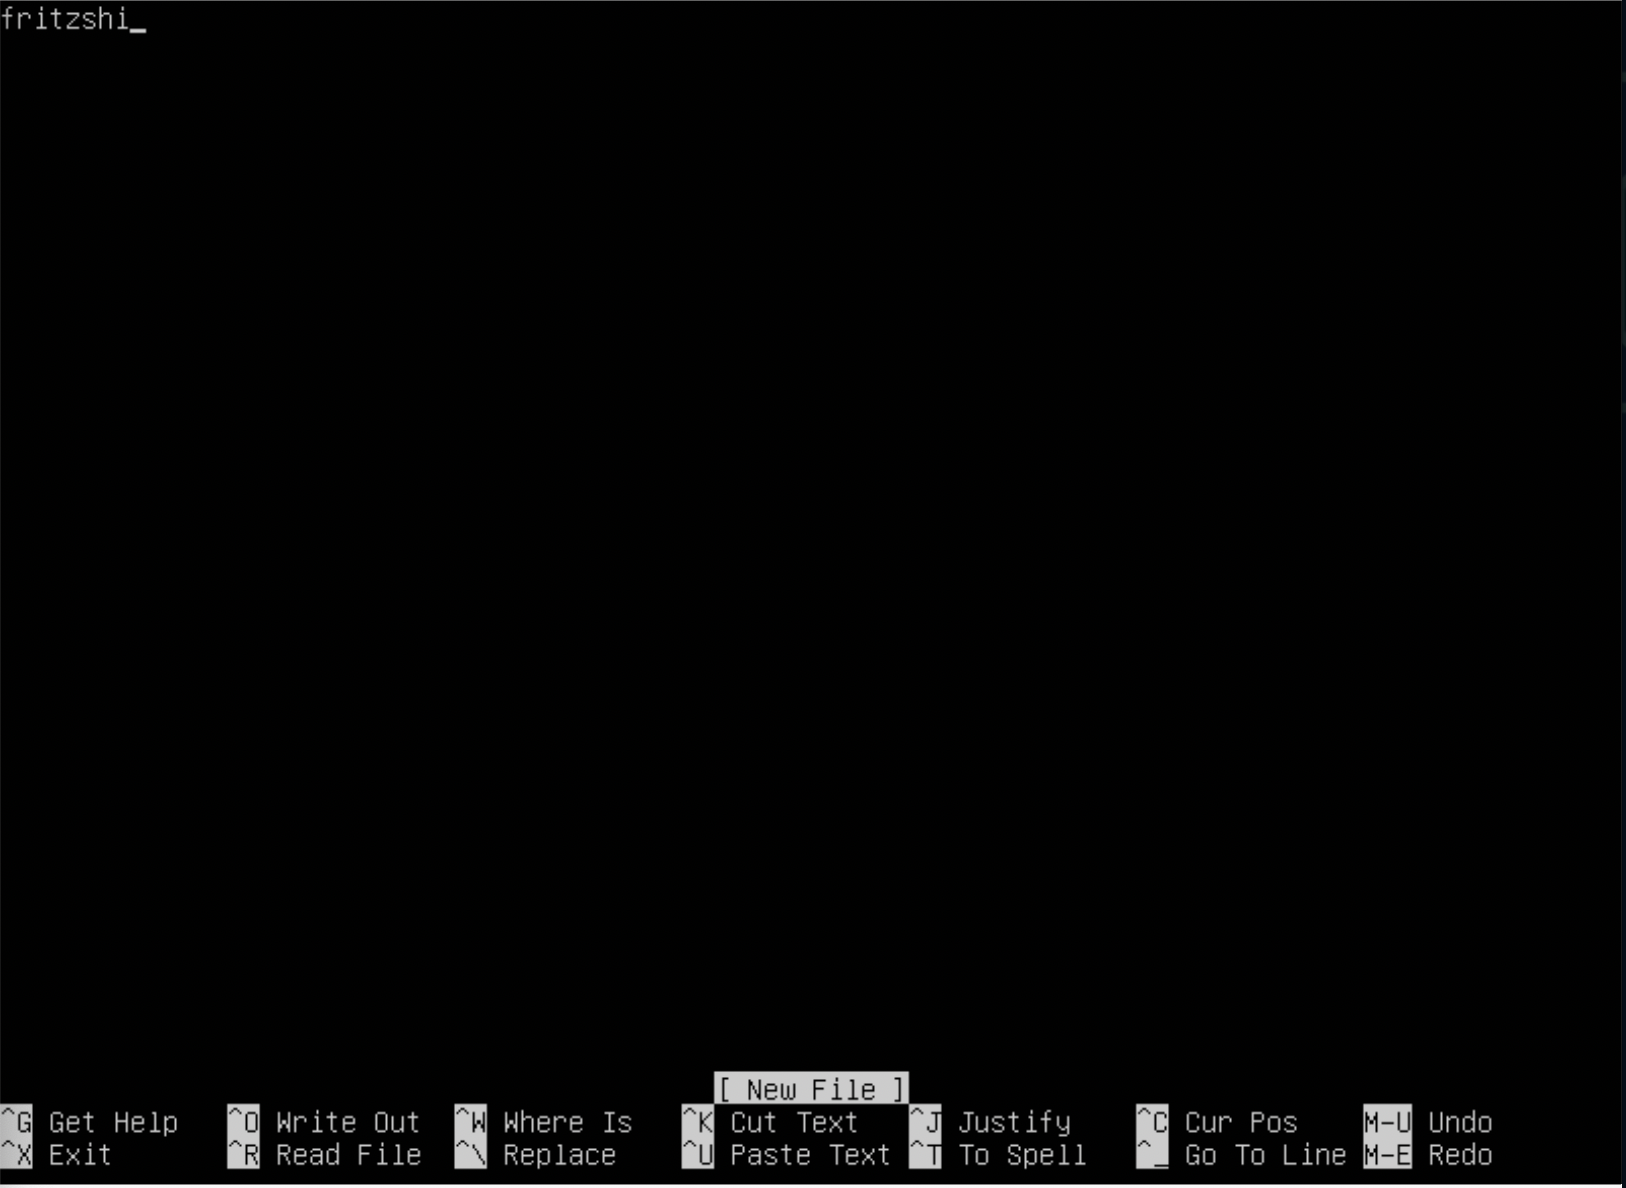 fritzshi_
[ New File ]
^G Get Help ^O Write Out ^W Where Is ^K Cut Text ^J Justify ^C Cur Pos M-U Undo
^X Exit ^R Read File ^\ Replace ^U Paste Text ^T To Spell ^_ Go To Line M-E Redo